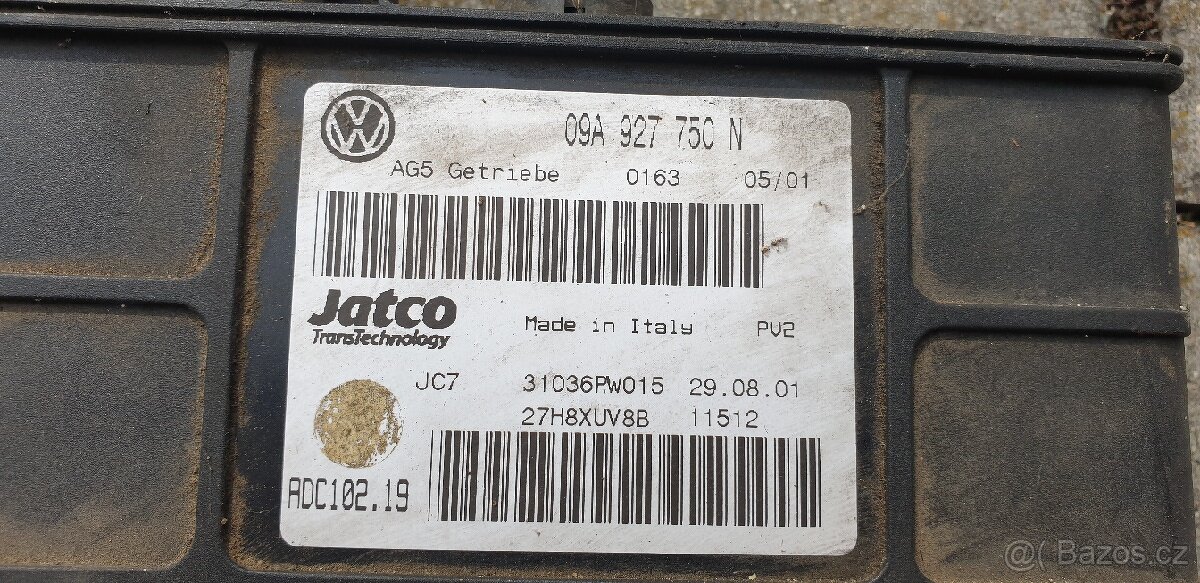 09A 927 750 N
AG5 Getriebe 0163 05/01
Jatco
TransTechnology
Made in Italy PV2
JC7 31036PW015 29.08.01
27H8XUV8B 11512
ADC102.19
@( Bazos.cz